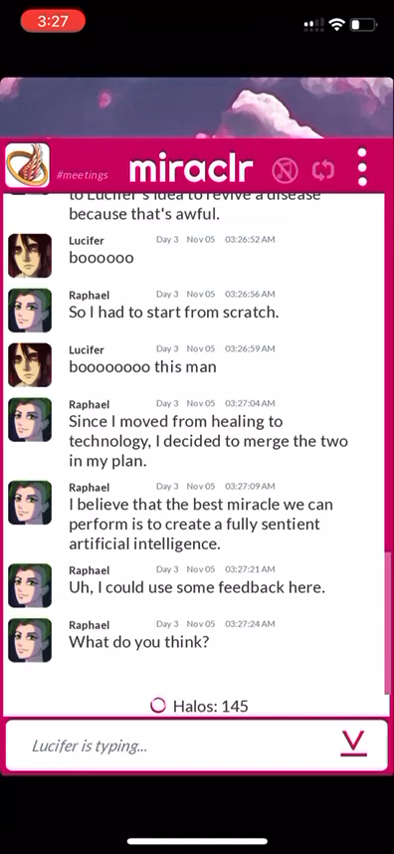 3:27
#meetings miraclr
to Lucifer's idea to revive a disease
because that's awful.
Lucifer Day 3 Nov 05 03:26:52 AM
boooooo
Raphael Day 3 Nov 05 03:26:56 AM
So I had to start from scratch.
Lucifer Day 3 Nov 05 03:26:59 AM
boooooooo this man
Raphael Day 3 Nov 05 03:27:04 AM
Since I moved from healing to
technology, I decided to merge the two
in my plan.
Raphael Day 3 Nov 05 03:27:09 AM
I believe that the best miracle we can
perform is to create a fully sentient
artificial intelligence.
Raphael Day 3 Nov 05 03:27:21 AM
Uh, I could use some feedback here.
Raphael Day 3 Nov 05 03:27:24 AM
What do you think?
Halos: 145
Lucifer is typing...